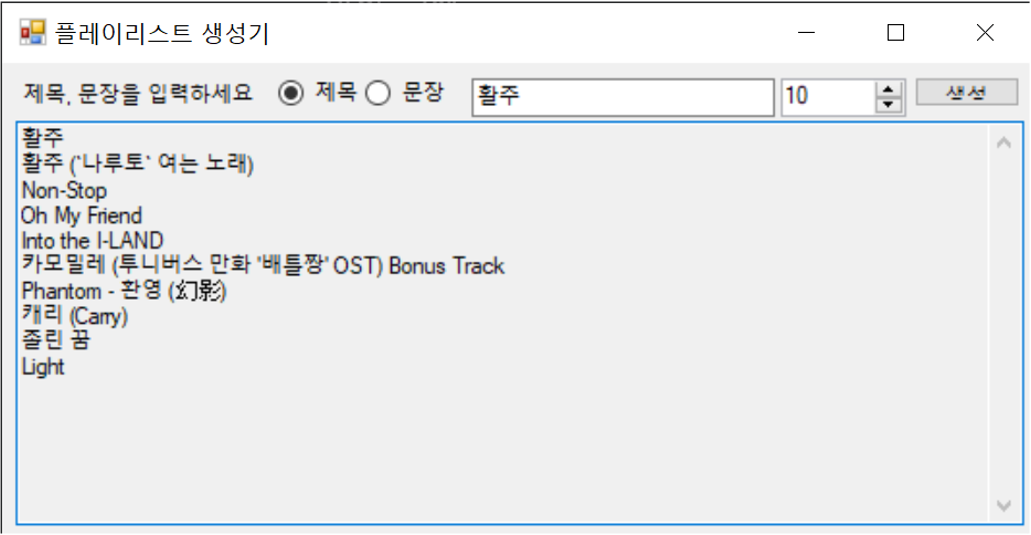 플레이리스트 생성기
제목, 문장을 입력하세요 제목 문장 활주 10 생성
활주
활주 (`나루토` 여는 노래)
Non-Stop
Oh My Friend
Into the I-LAND
카모밀레 (투니버스 만화 '배틀짱' OST) Bonus Track
Phantom - 환영 (幻影)
캐리 (Carry)
졸린 꿈
Light